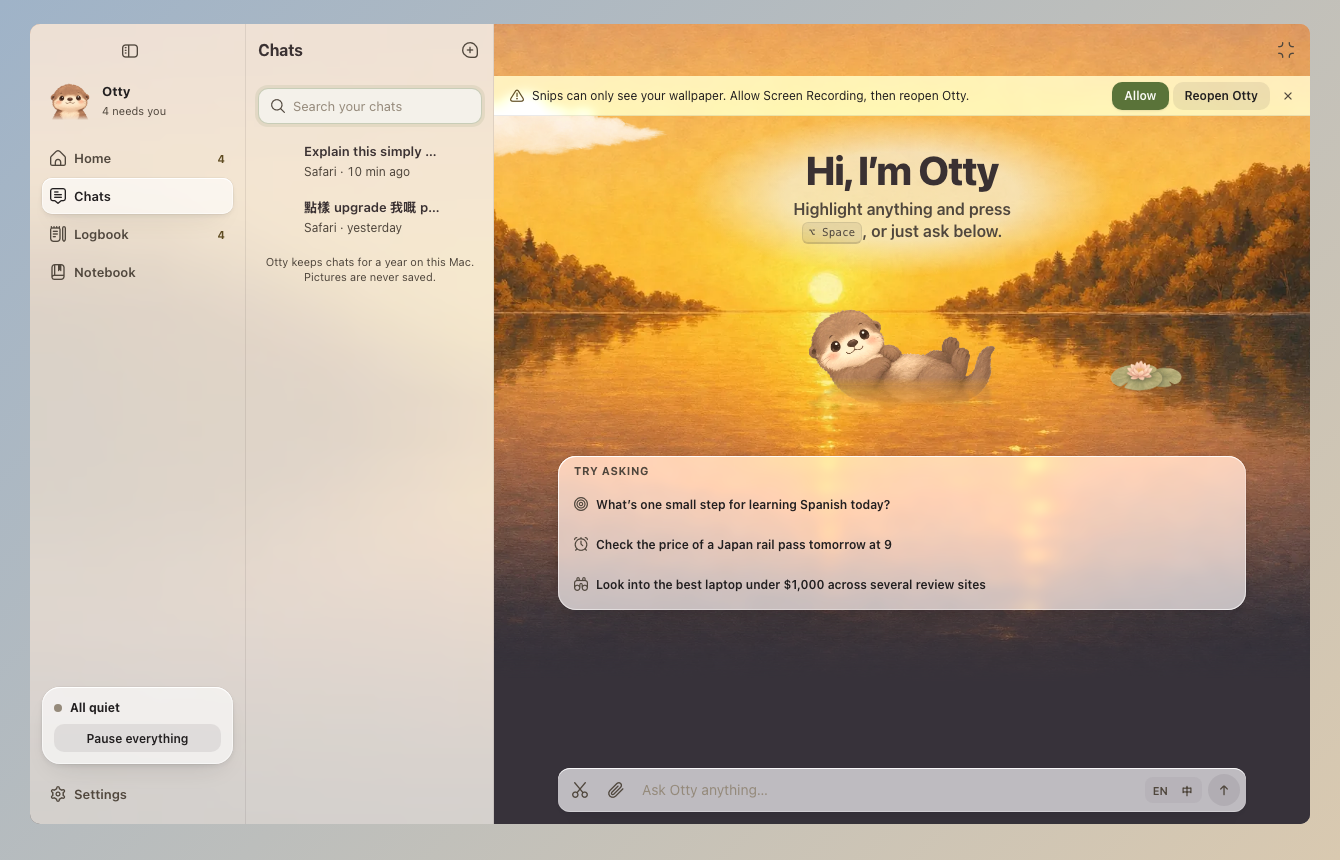 Otty
4 needs you
Home 4
Chats
Logbook 4
Notebook
All quiet
Pause everything
Settings
Chats
Search your chats
Explain this simply ...
Safari · 10 min ago
點樣 upgrade 我嘅 p...
Safari · yesterday
Otty keeps chats for a year on this Mac.
Pictures are never saved.
Snips can only see your wallpaper. Allow Screen Recording, then reopen Otty.
Allow
Reopen Otty
Hi, I’m Otty
Highlight anything and press
⌥ Space, or just ask below.
TRY ASKING
What’s one small step for learning Spanish today?
Check the price of a Japan rail pass tomorrow at 9
Look into the best laptop under $1,000 across several review sites
Ask Otty anything...
EN 中